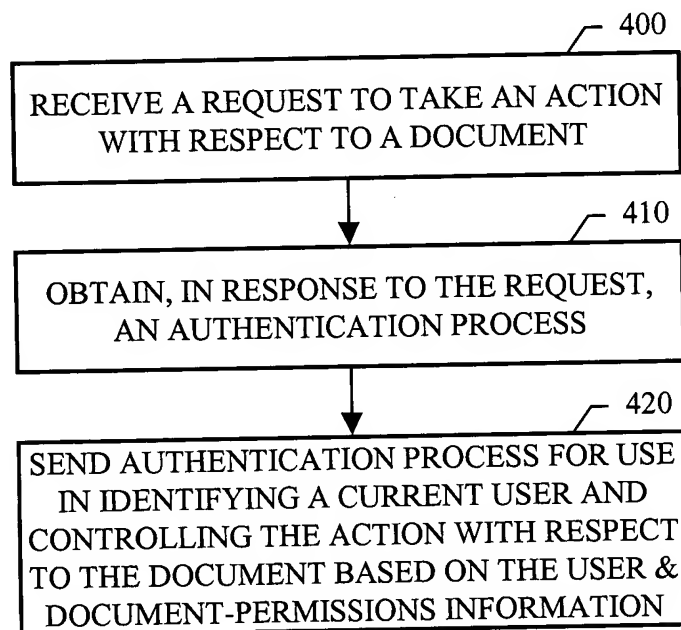 400
RECEIVE A REQUEST TO TAKE AN ACTION
WITH RESPECT TO A DOCUMENT
410
OBTAIN, IN RESPONSE TO THE REQUEST,
AN AUTHENTICATION PROCESS
420
SEND AUTHENTICATION PROCESS FOR USE
IN IDENTIFYING A CURRENT USER AND
CONTROLLING THE ACTION WITH RESPECT
TO THE DOCUMENT BASED ON THE USER &
DOCUMENT-PERMISSIONS INFORMATION